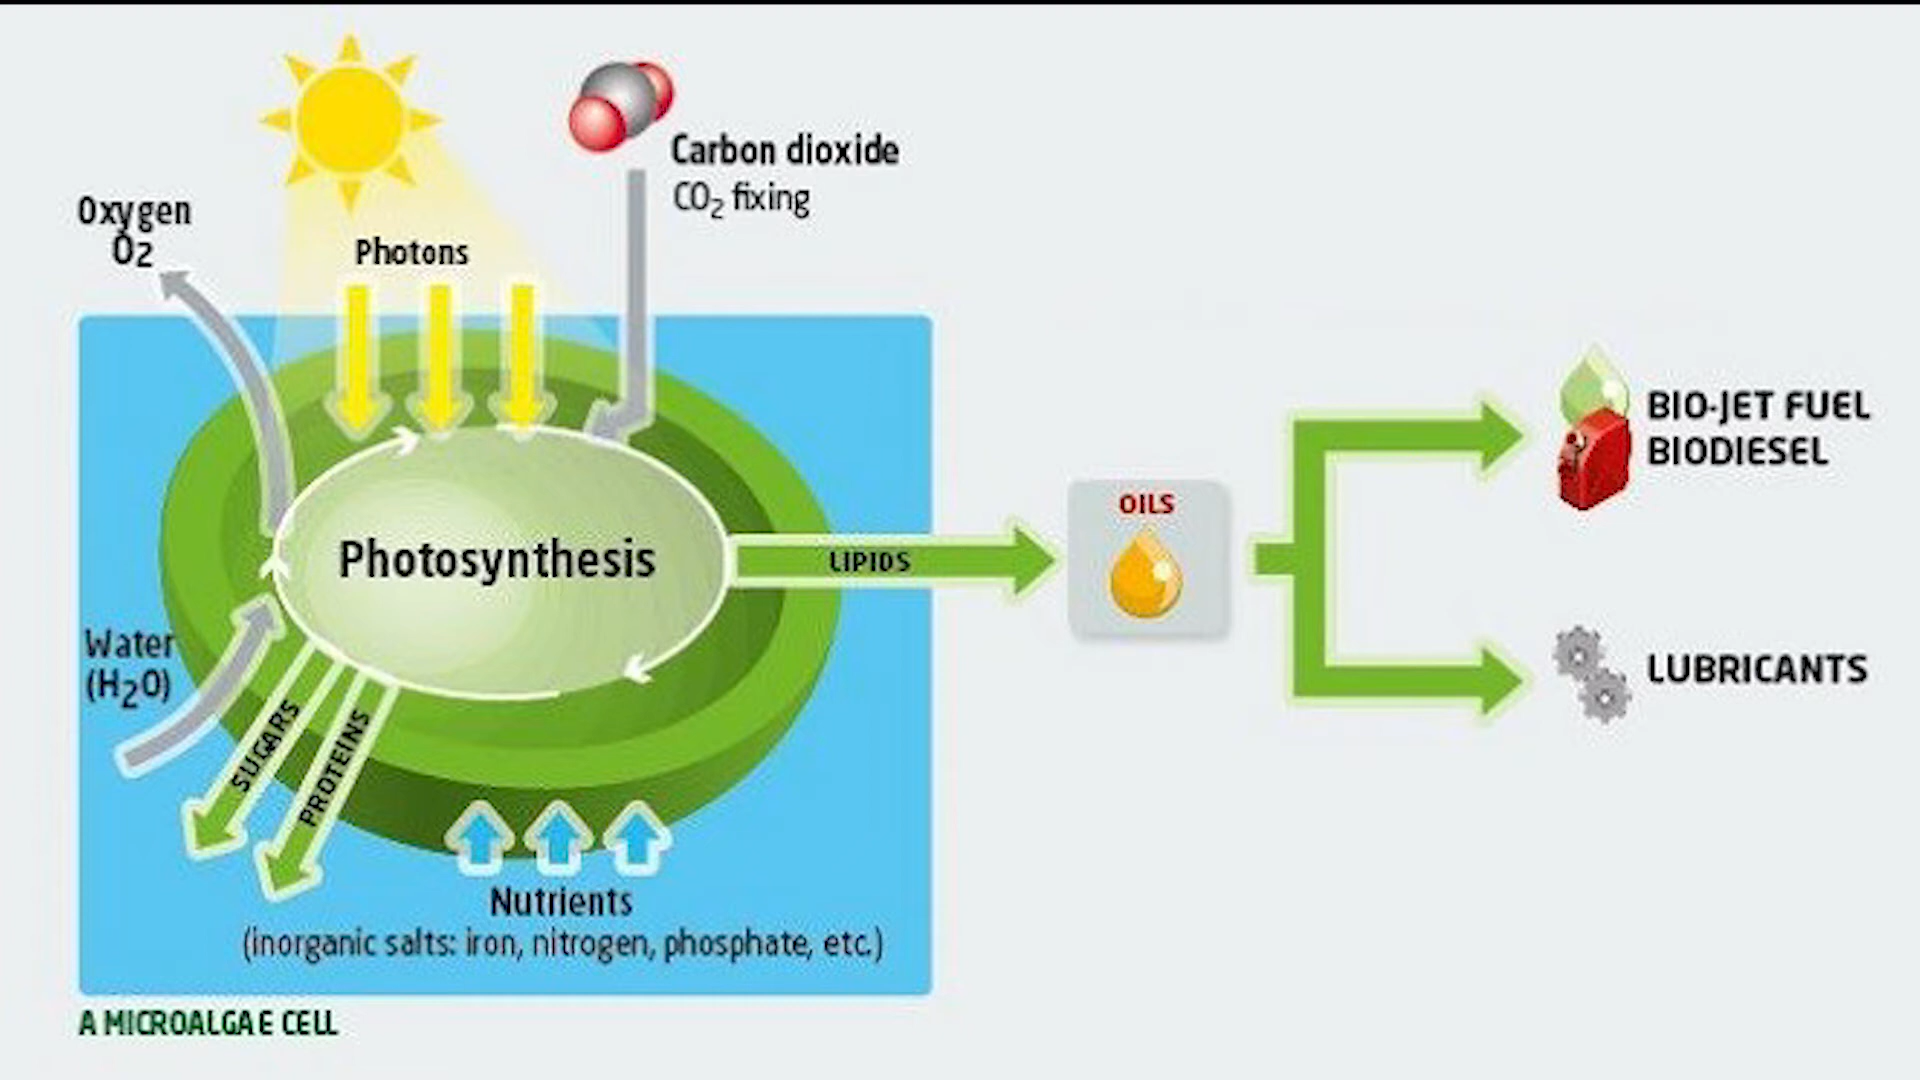 Oxygen
O2
Photons
Carbon dioxide
CO₂ fixing
Photosynthesis
Water
(H₂O)
SUGARS
PROTEINS
LIPIDS
OILS
BIO-JET FUEL
BIODIESEL
LUBRICANTS
Nutrients
(inorganic salts: iron, nitrogen, phosphate, etc.)
A MICROALGAE CELL